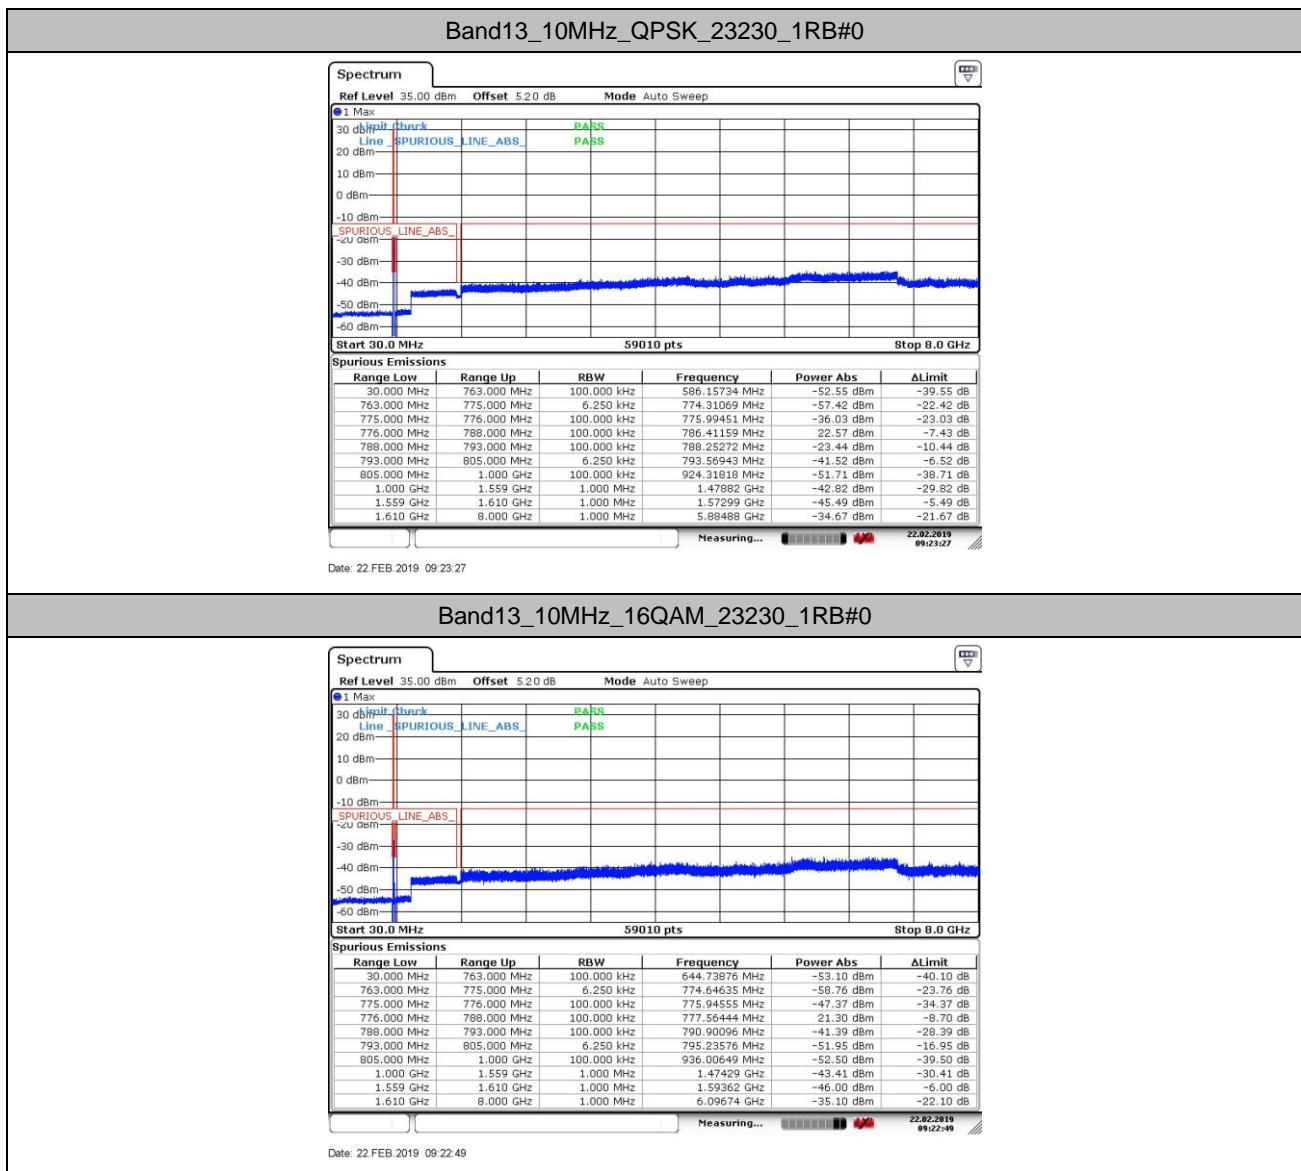 Band13_10MHz_QPSK_23230_1RB#0
Spectrum
Ref Level 35.00 dBm Offset 5.20 dB Mode Auto Sweep
1 Max
30 dBm Limit Check PASS
Line _SPURIOUS_LINE_ABS_ PASS
20 dBm
10 dBm
0 dBm
-10 dBm
_SPURIOUS_LINE_ABS_
-20 dBm
-30 dBm
-40 dBm
-50 dBm
-60 dBm
Start 30.0 MHz 59010 pts Stop 8.0 GHz
Spurious Emissions
Range Low Range Up RBW Frequency Power Abs ΔLimit
30.000 MHz 763.000 MHz 100.000 kHz 586.15734 MHz -52.55 dBm -39.55 dB
763.000 MHz 775.000 MHz 6.250 kHz 774.31069 MHz -57.42 dBm -22.42 dB
775.000 MHz 776.000 MHz 100.000 kHz 775.99451 MHz -36.03 dBm -23.03 dB
776.000 MHz 788.000 MHz 100.000 kHz 786.41159 MHz 22.57 dBm -7.43 dB
788.000 MHz 793.000 MHz 100.000 kHz 788.25272 MHz -23.44 dBm -10.44 dB
793.000 MHz 805.000 MHz 6.250 kHz 793.56943 MHz -41.52 dBm -6.52 dB
805.000 MHz 1.000 GHz 100.000 kHz 924.31818 MHz -51.71 dBm -38.71 dB
1.000 GHz 1.559 GHz 1.000 MHz 1.47882 GHz -42.82 dBm -29.82 dB
1.559 GHz 1.610 GHz 1.000 MHz 1.57299 GHz -45.49 dBm -5.49 dB
1.610 GHz 8.000 GHz 1.000 MHz 5.88488 GHz -34.67 dBm -21.67 dB
Measuring... 22.02.2019
09:23:27
Date: 22.FEB.2019 09:23:27
Band13_10MHz_16QAM_23230_1RB#0
Spectrum
Ref Level 35.00 dBm Offset 5.20 dB Mode Auto Sweep
1 Max
30 dBm Limit Check PASS
Line _SPURIOUS_LINE_ABS_ PASS
20 dBm
10 dBm
0 dBm
-10 dBm
_SPURIOUS_LINE_ABS_
-20 dBm
-30 dBm
-40 dBm
-50 dBm
-60 dBm
Start 30.0 MHz 59010 pts Stop 8.0 GHz
Spurious Emissions
Range Low Range Up RBW Frequency Power Abs ΔLimit
30.000 MHz 763.000 MHz 100.000 kHz 644.73876 MHz -53.10 dBm -40.10 dB
763.000 MHz 775.000 MHz 6.250 kHz 774.64635 MHz -58.76 dBm -23.76 dB
775.000 MHz 776.000 MHz 100.000 kHz 775.94555 MHz -47.37 dBm -34.37 dB
776.000 MHz 788.000 MHz 100.000 kHz 777.56444 MHz 21.30 dBm -8.70 dB
788.000 MHz 793.000 MHz 100.000 kHz 790.90096 MHz -41.39 dBm -28.39 dB
793.000 MHz 805.000 MHz 6.250 kHz 795.23576 MHz -51.95 dBm -16.95 dB
805.000 MHz 1.000 GHz 100.000 kHz 936.00649 MHz -52.50 dBm -39.50 dB
1.000 GHz 1.559 GHz 1.000 MHz 1.47429 GHz -43.41 dBm -30.41 dB
1.559 GHz 1.610 GHz 1.000 MHz 1.59362 GHz -46.00 dBm -6.00 dB
1.610 GHz 8.000 GHz 1.000 MHz 6.09674 GHz -35.10 dBm -22.10 dB
Measuring... 22.02.2019
09:22:49
Date: 22.FEB.2019 09:22:49